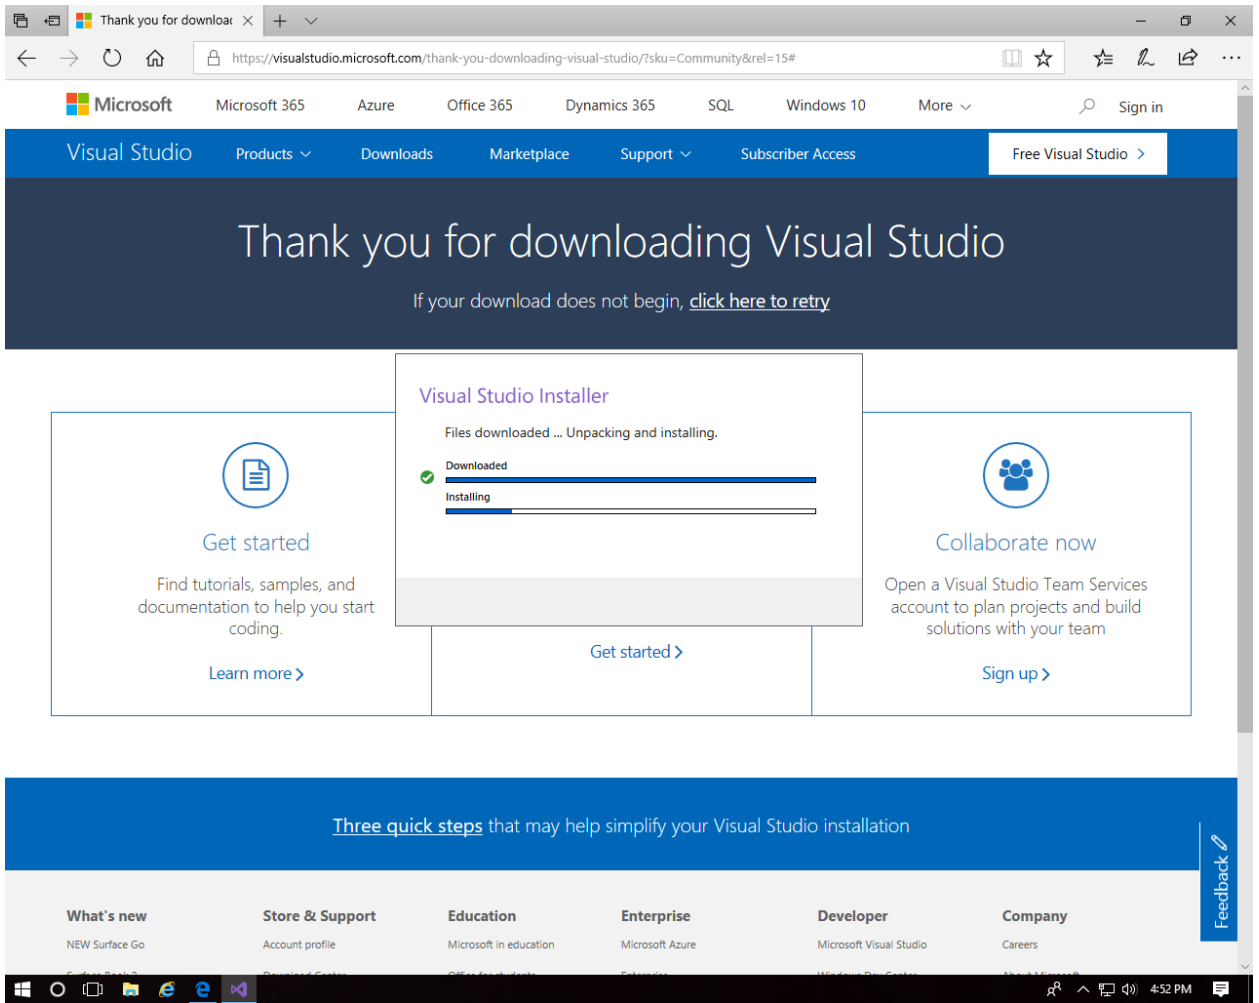 Thank you for downloac
https://visualstudio.microsoft.com/thank-you-downloading-visual-studio/?sku=Community&rel=15#
Microsoft
Microsoft 365
Azure
Office 365
Dynamics 365
SQL
Windows 10
More
Sign in
Visual Studio
Products
Downloads
Marketplace
Support
Subscriber Access
Free Visual Studio
Thank you for downloading Visual Studio
If your download does not begin, click here to retry
Visual Studio Installer
Files downloaded ... Unpacking and installing.
Downloaded
Installing
Get started
Find tutorials, samples, and
documentation to help you start
coding.
Learn more
Get started
Collaborate now
Open a Visual Studio Team Services
account to plan projects and build
solutions with your team
Sign up
Three quick steps that may help simplify your Visual Studio installation
Feedback
What's new
Store & Support
Education
Enterprise
Developer
Company
NEW Surface Go
Account profile
Microsoft in education
Microsoft Azure
Microsoft Visual Studio
Careers
4:52 PM